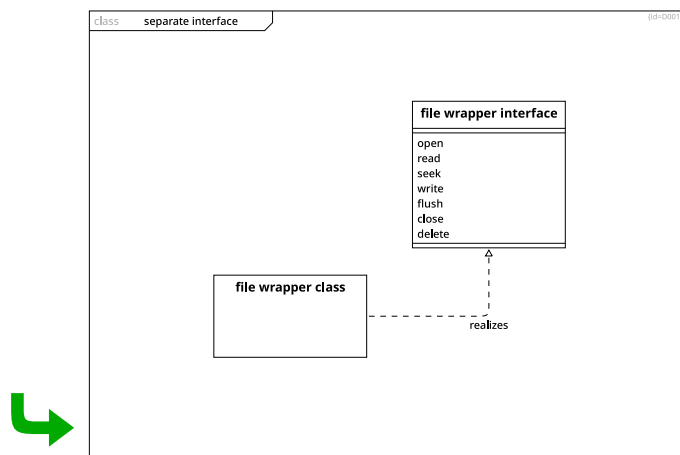 class separate interface
{id=D001
file wrapper interface
open
read
seek
write
flush
close
delete
file wrapper class
realizes